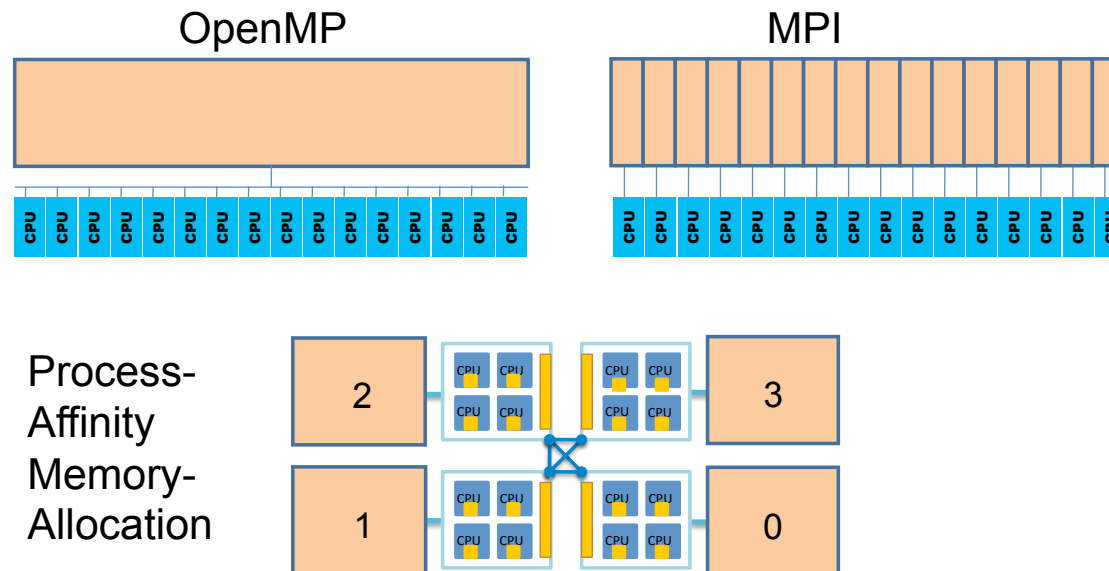 OpenMP
MPI
CPU CPU CPU CPU CPU CPU CPU CPU CPU CPU CPU CPU CPU CPU CPU CPU
CPU CPU CPU CPU CPU CPU CPU CPU CPU CPU CPU CPU CPU CPU CPU CPU
Process-
Affinity
Memory-
Allocation
2
CPU CPU
CPU CPU
CPU CPU
CPU CPU
3
1
CPU CPU
CPU CPU
CPU CPU
CPU CPU
0